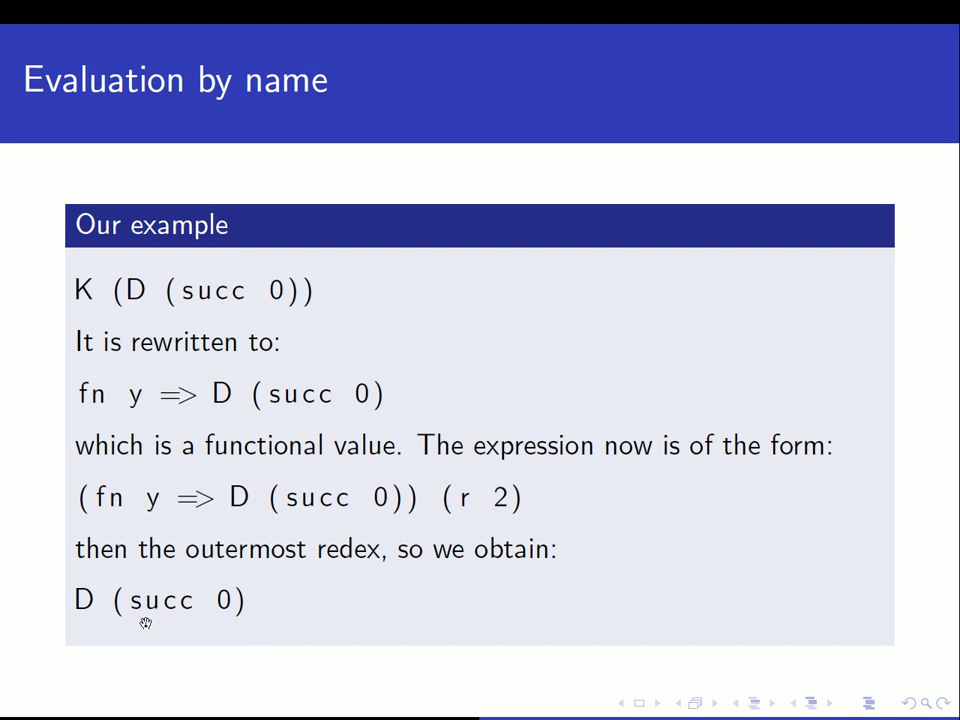 Evaluation by name
Our example
K (D (succ 0))
It is rewritten to:
fn y => D (succ 0)
which is a functional value. The expression now is of the form:
(fn y => D (succ 0)) (r 2)
then the outermost redex, so we obtain:
D (succ 0)